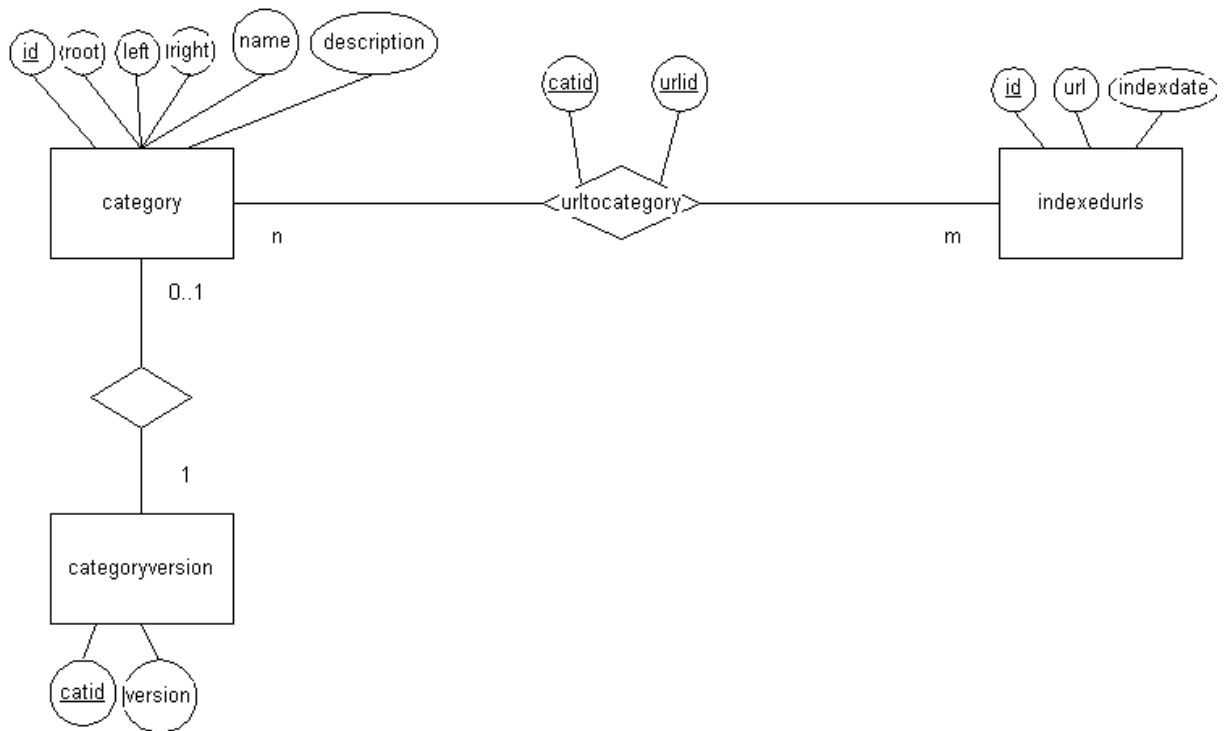 id
root
left
right
name
description
catid
urlid
id
url
indexdate
category
urltocategory
indexedurls
n
m
0..1
1
categoryversion
catid
version